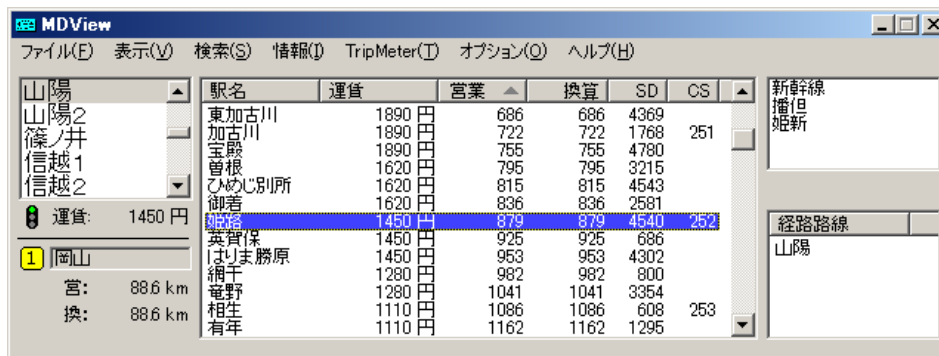 MDView
ファイル(F) 表示(V) 検索(S) 情報(I) TripMeter(T) オプション(O) ヘルプ(H)
山陽
山陽2
篠ノ井
信越1
信越2
運賃: 1450 円
1 岡山
営: 88.6 km
換: 88.6 km
駅名 運賃 営業 換算 SD CS
東加古川 1890 円 686 686 4369
加古川 1890 円 722 722 1768 251
宝殿 1890 円 755 755 4780
曽根 1620 円 795 795 3215
ひめじ別所 1620 円 815 815 4543
御着 1620 円 836 836 2581
姫路 1450 円 879 879 4540 252
英賀保 1450 円 925 925 686
はりま勝原 1450 円 953 953 4302
網干 1280 円 982 982 800
竜野 1280 円 1041 1041 3354
相生 1110 円 1086 1086 608 253
有年 1110 円 1162 1162 1295
新幹線
播但
姫新
経路路線
山陽